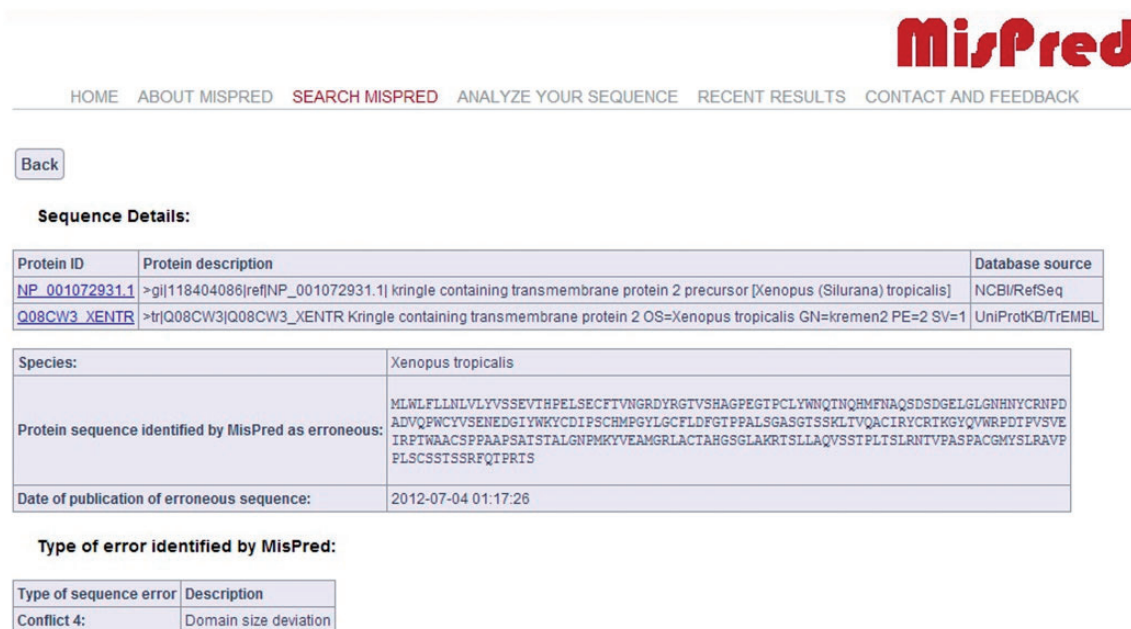 MisPred
HOME ABOUT MISPRED SEARCH MISPRED ANALYZE YOUR SEQUENCE RECENT RESULTS CONTACT AND FEEDBACK
Back
Sequence Details:
Protein ID Protein description Database source
NP_001072931.1 >gi|118404086|ref|NP_001072931.1| kringle containing transmembrane protein 2 precursor [Xenopus (Silurana) tropicalis] NCBI/RefSeq
Q08CW3_XENTR >tr|Q08CW3|Q08CW3_XENTR Kringle containing transmembrane protein 2 OS=Xenopus tropicalis GN=kremen2 PE=2 SV=1 UniProtKB/TrEMBL
Species: Xenopus tropicalis
Protein sequence identified by MisPred as erroneous:
MLWLFLLNLVLYVSSEVTHPELSECFTVNGRDYRGTVSHAGPEGTPCLYWNQTNQHMFNAQSDSDGELGLGNHNYCRNPD
ADVQPWCYVSENEDGIYWKYCDIPSCHMPGYLGCFLDFGTPPALSGASGTSSKLTVQACIRYCRTKGYQVWRPDTPVSVE
IRPTWAACSPPAAPSATSTALGNPMKYVEAMGRLACTAHGSGLAKRTSLLAQVSSTPLTSLRNTVPASPACGMYSLRAVP
PLSCSSTSSRFQTPRTS
Date of publication of erroneous sequence: 2012-07-04 01:17:26
Type of error identified by MisPred:
Type of sequence error Description
Conflict 4: Domain size deviation